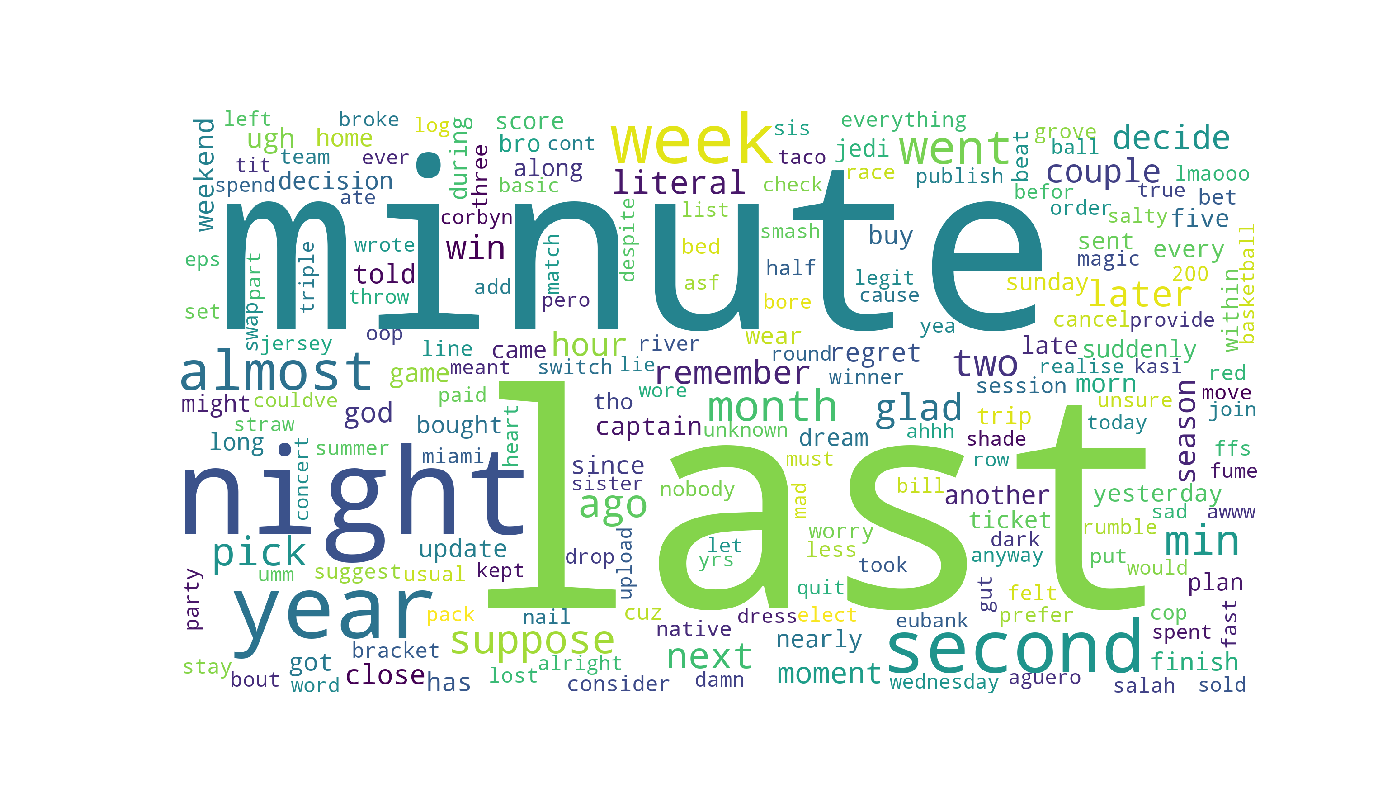 left
broke
log
score
week
sis
everything
grove
weekend
ugh
home
during
bro
cont
went
beat
ball
decide
tit
team
ever
three
along
taco
jedi
couple
lmaooo
spend
decision
ate
basic
literal
check
race
publish
befor
true
bet
minute
corbyn
list
order
salty
five
eps
swappart
triple
wrote
told
win
match
despite
bed
smash
buy
sent
every
magic
basketball
throw
add
pero
asf
half
bore
legit
cause
sunday
later
200
within
set
jersey
oop
line
came
hour
river
wear
yea
cancel
provide
almost
game
meant
switch
lie
remember
round
regret
winner
two
late
suddenly
realise
kasi
red
might
couldve
god
paid
wore
tho
month
glad
session
morn
season
move
straw
long
concert
summer
bought
miami
heart
captain
unknown
dream
ahhh
trip
shade
unsure
today
join
night
last
since
sister
nobody
must
mad
bill
row
another
yesterday
ffs
fume
pick
update
ago
upload
let
yrs
worry
less
took
ticket
dark
anyway
rumble
sad
awww
put
min
party
umm
suggest
usual
kept
drop
quit
gut
felt
would
plan
year
pack
nail
cuz
dress
elect
eubank
prefer
cop
fast
suppose
native
nearly
second
spent
stay
bout
got
word
bracket
close
has
lost
alright
consider
next
damn
moment
wednesday
aguero
finish
salah
sold